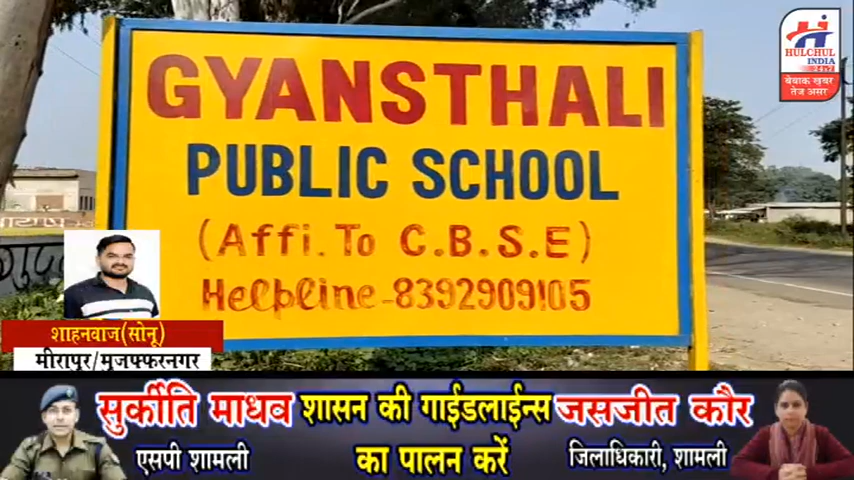 GYANSTHALI
PUBLIC SCHOOL
(Affi. To C.B.S.E)
Helpline-8392909105
HULCHUL
INDIA
बेबाक खबर
तेज असर
शाहनवाज(सोनू)
मीरापुर/मुजफ्फरनगर
सुर्कीति माधव
एसपी शामली
शासन की गाईडलाईन्स
का पालन करें
जसजीत कौर
जिलाधिकारी, शामली